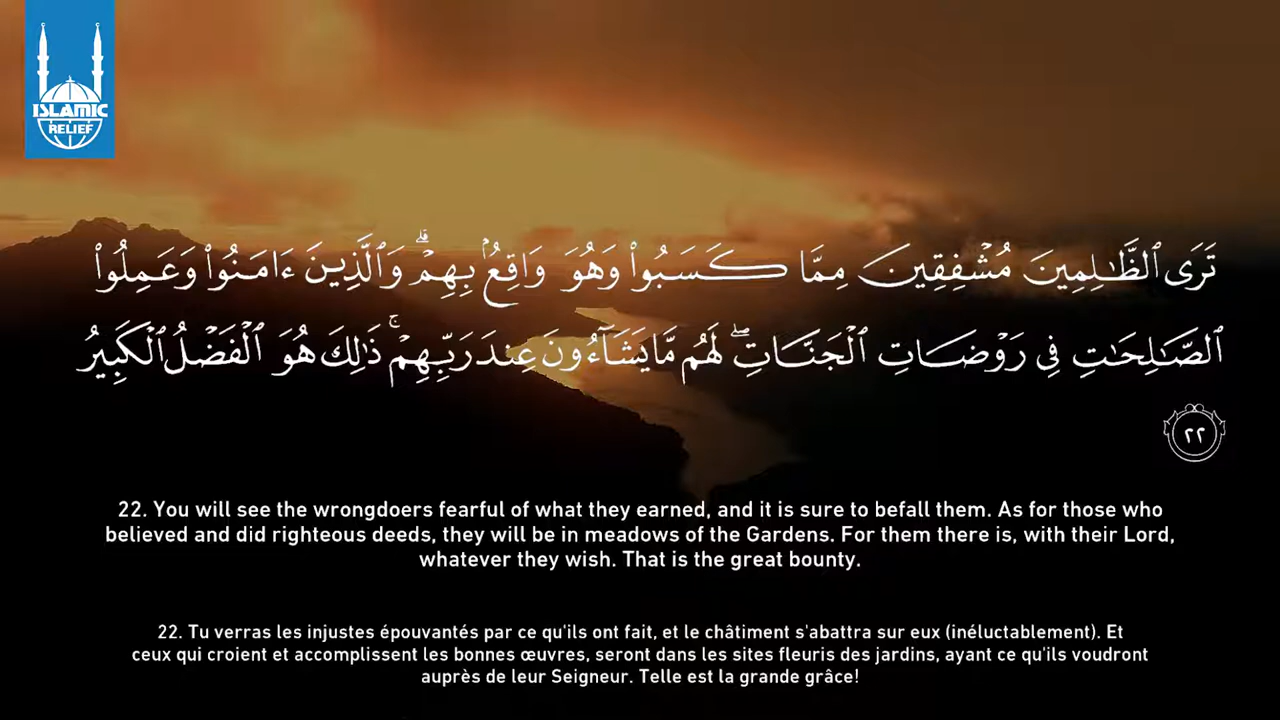 ISLAMIC
RELIEF
تَرَى ٱلظَّـٰلِمِينَ مُشْفِقِينَ مِمَّا كَسَبُوا۟ وَهُوَ وَاقِعٌۢ بِهِمْ ۗ وَٱلَّذِينَ ءَامَنُوا۟ وَعَمِلُوا۟
ٱلصَّـٰلِحَـٰتِ فِى رَوْضَاتِ ٱلْجَنَّاتِ ۖ لَهُم مَّا يَشَآءُونَ عِندَ رَبِّهِمْ ۚ ذَٰلِكَ هُوَ ٱلْفَضْلُ ٱلْكَبِيرُ
٢٢
22. You will see the wrongdoers fearful of what they earned, and it is sure to befall them. As for those who
believed and did righteous deeds, they will be in meadows of the Gardens. For them there is, with their Lord,
whatever they wish. That is the great bounty.
22. Tu verras les injustes épouvantés par ce qu'ils ont fait, et le châtiment s'abattra sur eux (inéluctablement). Et
ceux qui croient et accomplissent les bonnes œuvres, seront dans les sites fleuris des jardins, ayant ce qu'ils voudront
auprès de leur Seigneur. Telle est la grande grâce!